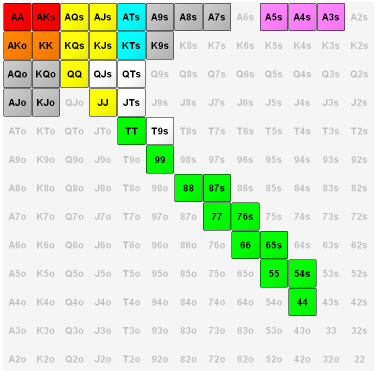 AA AKs AQs AJs ATs A9s A8s A7s A6s A5s A4s A3s A2s
AKo KK KQs KJs KTs K9s K8s K7s K6s K5s K4s K3s K2s
AQo KQo QQ QJs QTs Q9s Q8s Q7s Q6s Q5s Q4s Q3s Q2s
AJo KJo QJo JJ JTs J9s J8s J7s J6s J5s J4s J3s J2s
ATo KTo QTo JTo TT T9s T8s T7s T6s T5s T4s T3s T2s
A9o K9o Q9o J9o T9o 99 98s 97s 96s 95s 94s 93s 92s
A8o K8o Q8o J8o T8o 98o 88 87s 86s 85s 84s 83s 82s
A7o K7o Q7o J7o T7o 97o 87o 77 76s 75s 74s 73s 72s
A6o K6o Q6o J6o T6o 96o 86o 76o 66 65s 64s 63s 62s
A5o K5o Q5o J5o T5o 95o 85o 75o 65o 55 54s 53s 52s
A4o K4o Q4o J4o T4o 94o 84o 74o 64o 54o 44 43s 42s
A3o K3o Q3o J3o T3o 93o 83o 73o 63o 53o 43o 33 32s
A2o K2o Q2o J2o T2o 92o 82o 72o 62o 52o 42o 32o 22